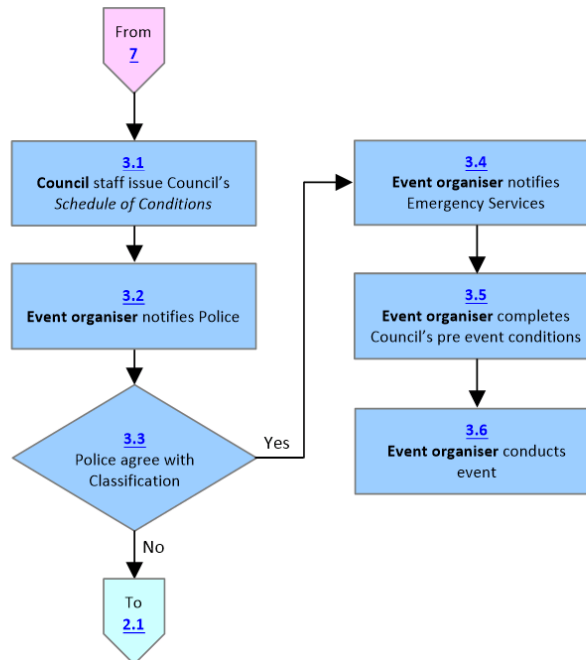 From
7
3.1
Council staff issue Council's
Schedule of Conditions
3.2
Event organiser notifies Police
3.3
Police agree with
Classification
Yes
No
To
2.1
3.4
Event organiser notifies
Emergency Services
3.5
Event organiser completes
Council's pre event conditions
3.6
Event organiser conducts
event